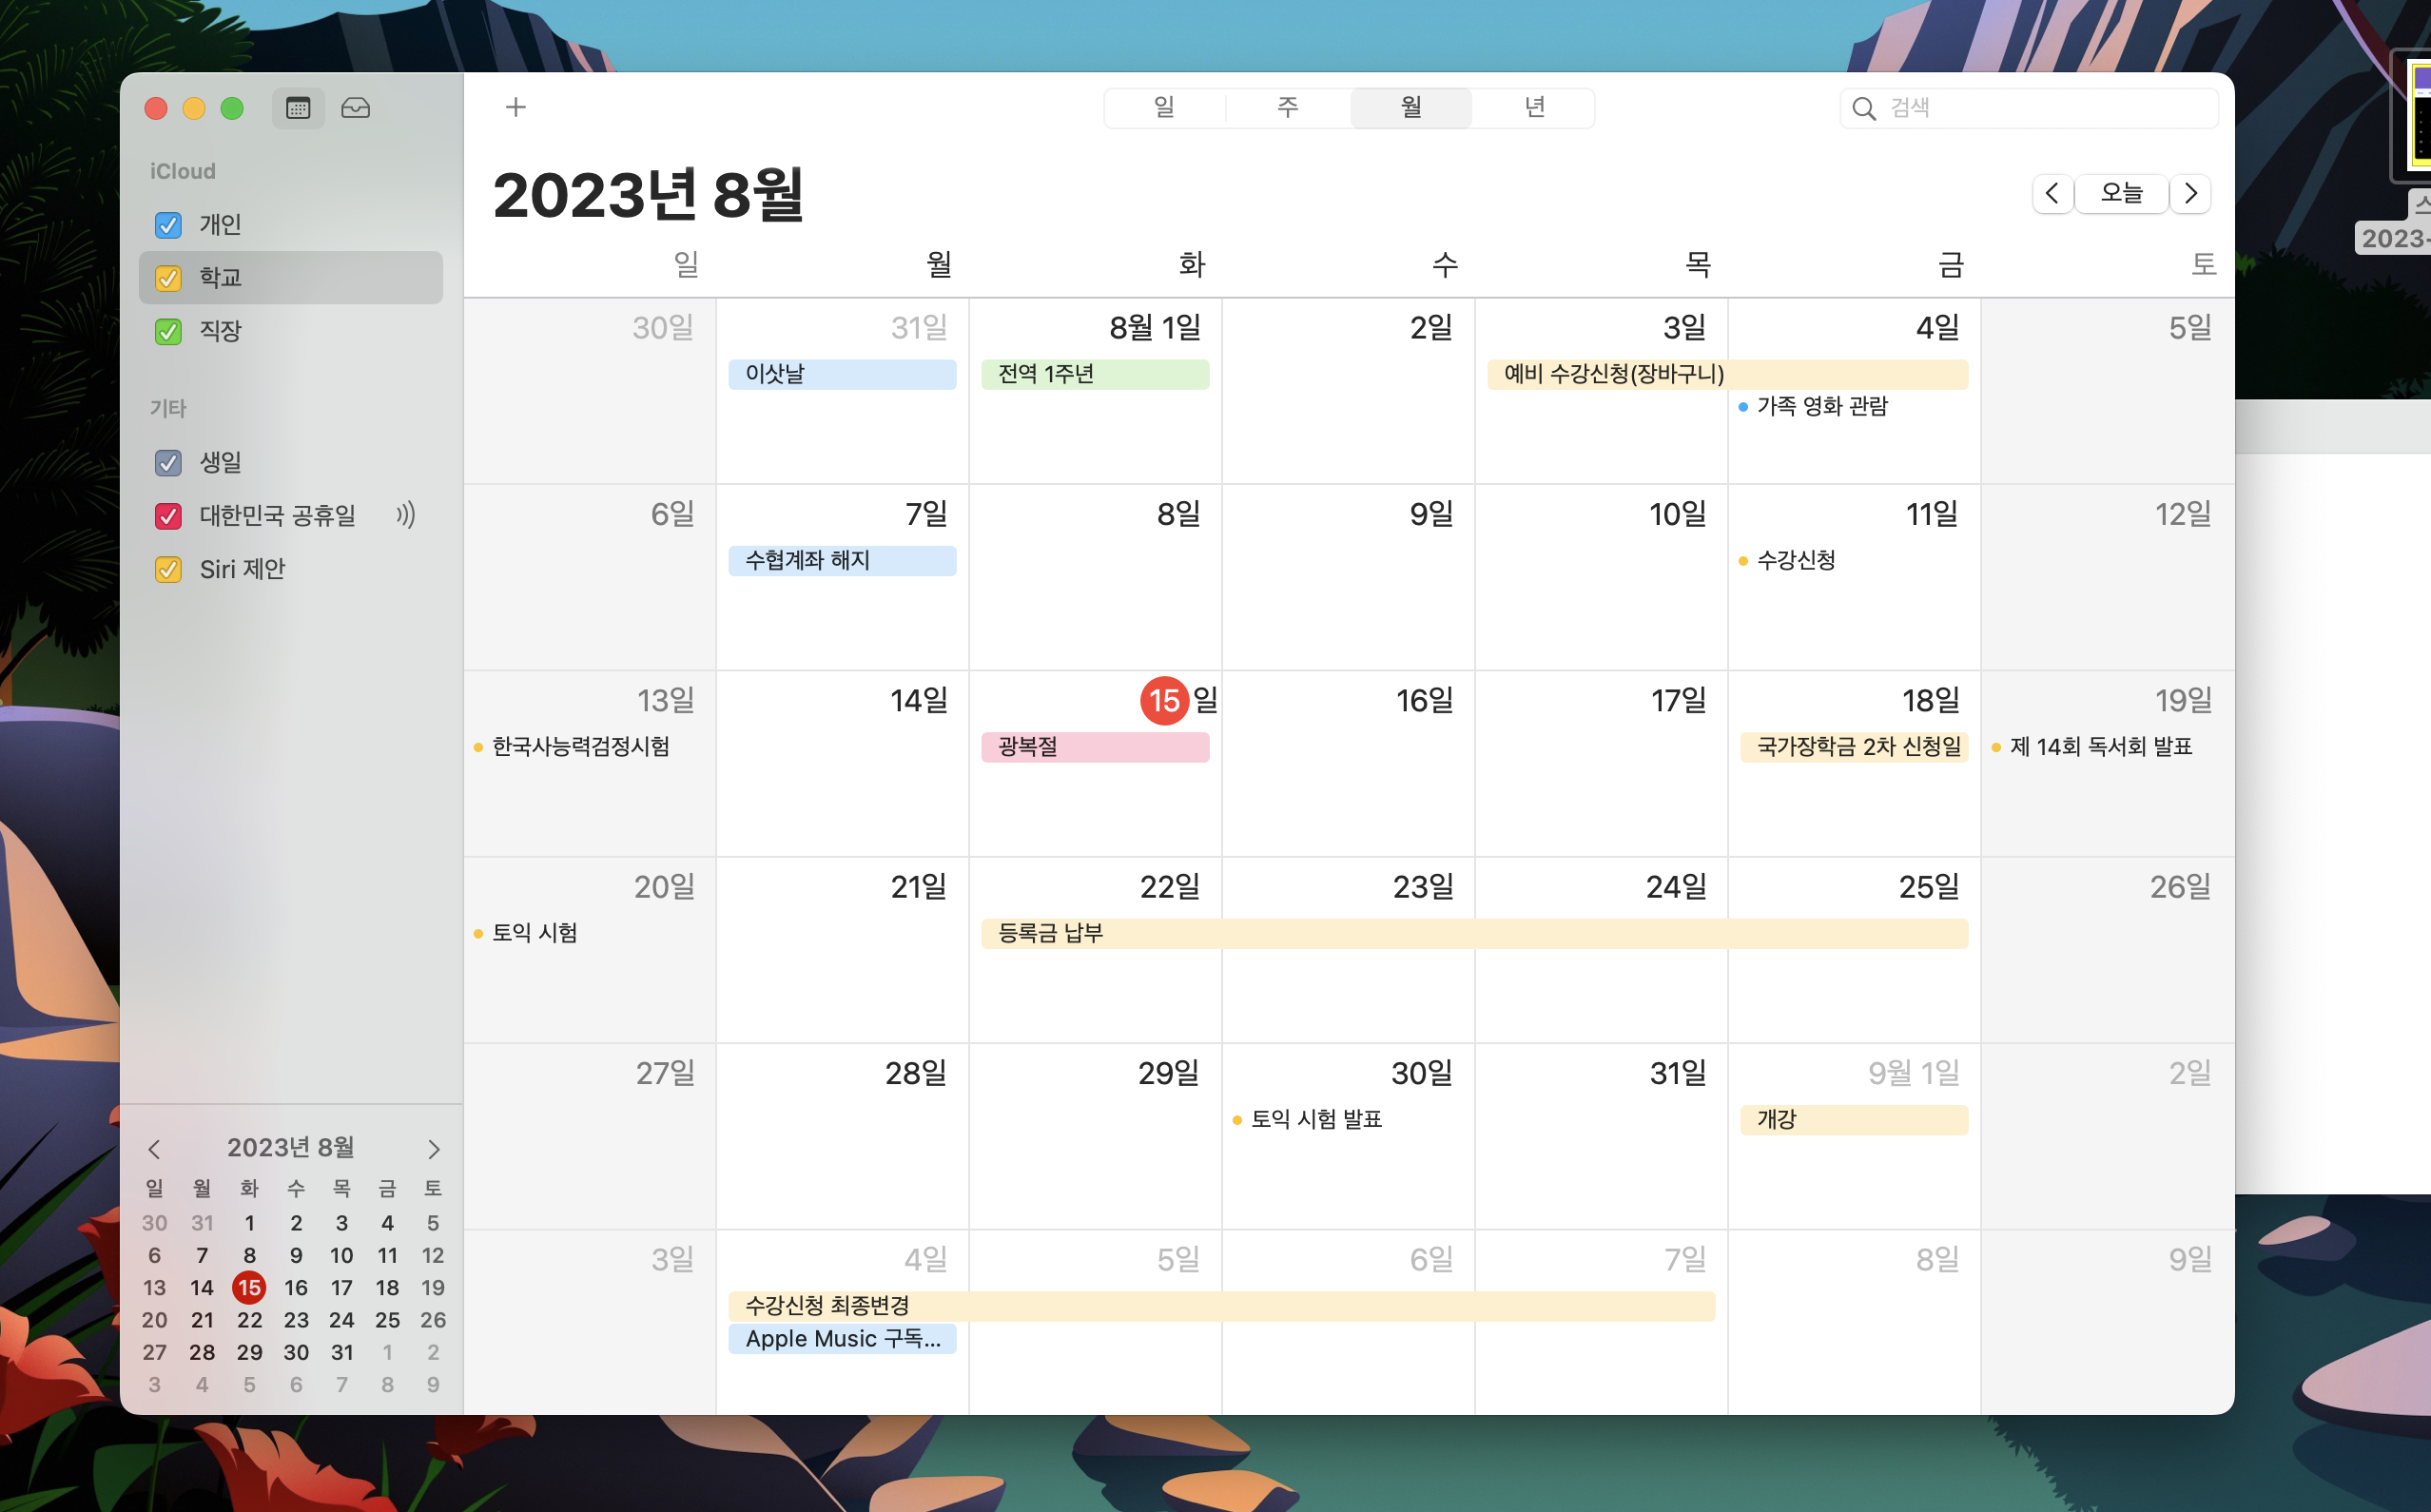 iCloud
개인
학교
직장
기타
생일
대한민국 공휴일
Siri 제안
2023년 8월
일 월 화 수 목 금 토
30 31 1 2 3 4 5
6 7 8 9 10 11 12
13 14 15 16 17 18 19
20 21 22 23 24 25 26
27 28 29 30 31 1 2
3 4 5 6 7 8 9
일 주 월 년
검색
2023년 8월
오늘
일 월 화 수 목 금 토
30일 31일 8월 1일 2일 3일 4일 5일
이삿날 전역 1주년 예비 수강신청(장바구니)
가족 영화 관람
6일 7일 8일 9일 10일 11일 12일
수협계좌 해지 수강신청
13일 14일 15일 16일 17일 18일 19일
한국사능력검정시험 광복절 국가장학금 2차 신청일 제 14회 독서회 발표
20일 21일 22일 23일 24일 25일 26일
토익 시험 등록금 납부
27일 28일 29일 30일 31일 9월 1일 2일
토익 시험 발표 개강
3일 4일 5일 6일 7일 8일 9일
수강신청 최종변경
Apple Music 구독...
2023-